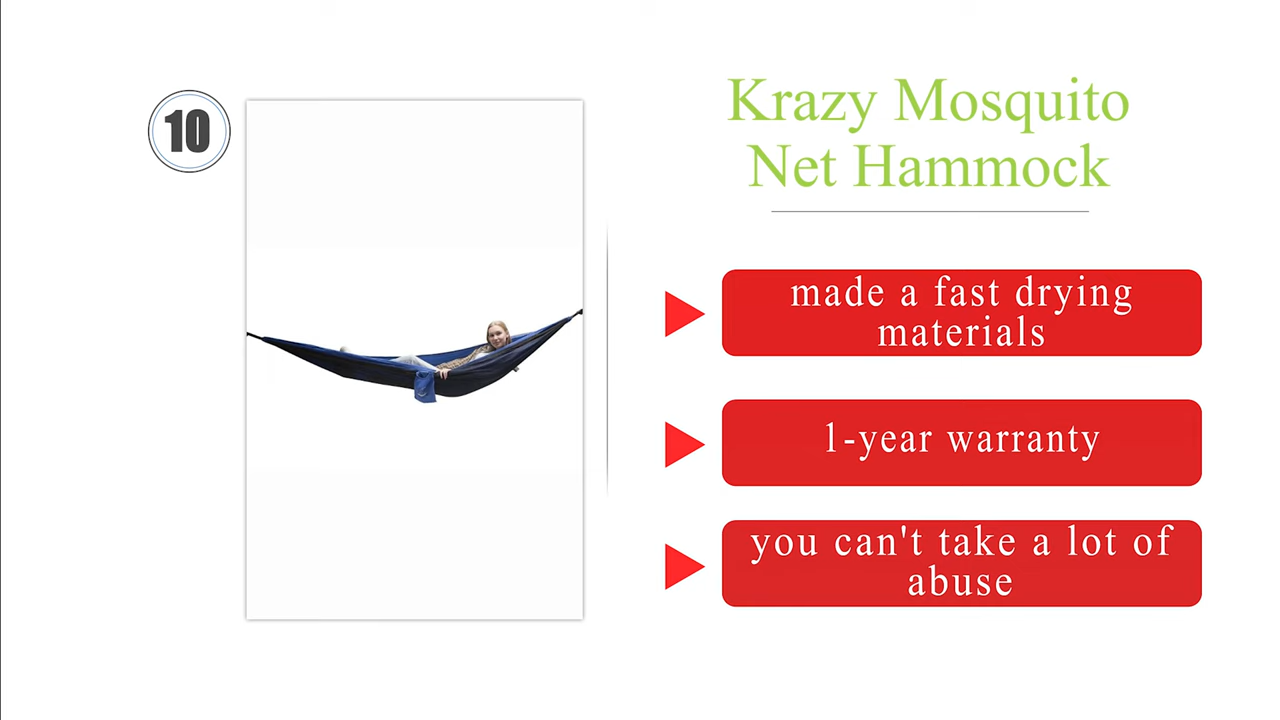 10
Krazy Mosquito
Net Hammock
made a fast drying
materials
1-year warranty
you can't take a lot of
abuse